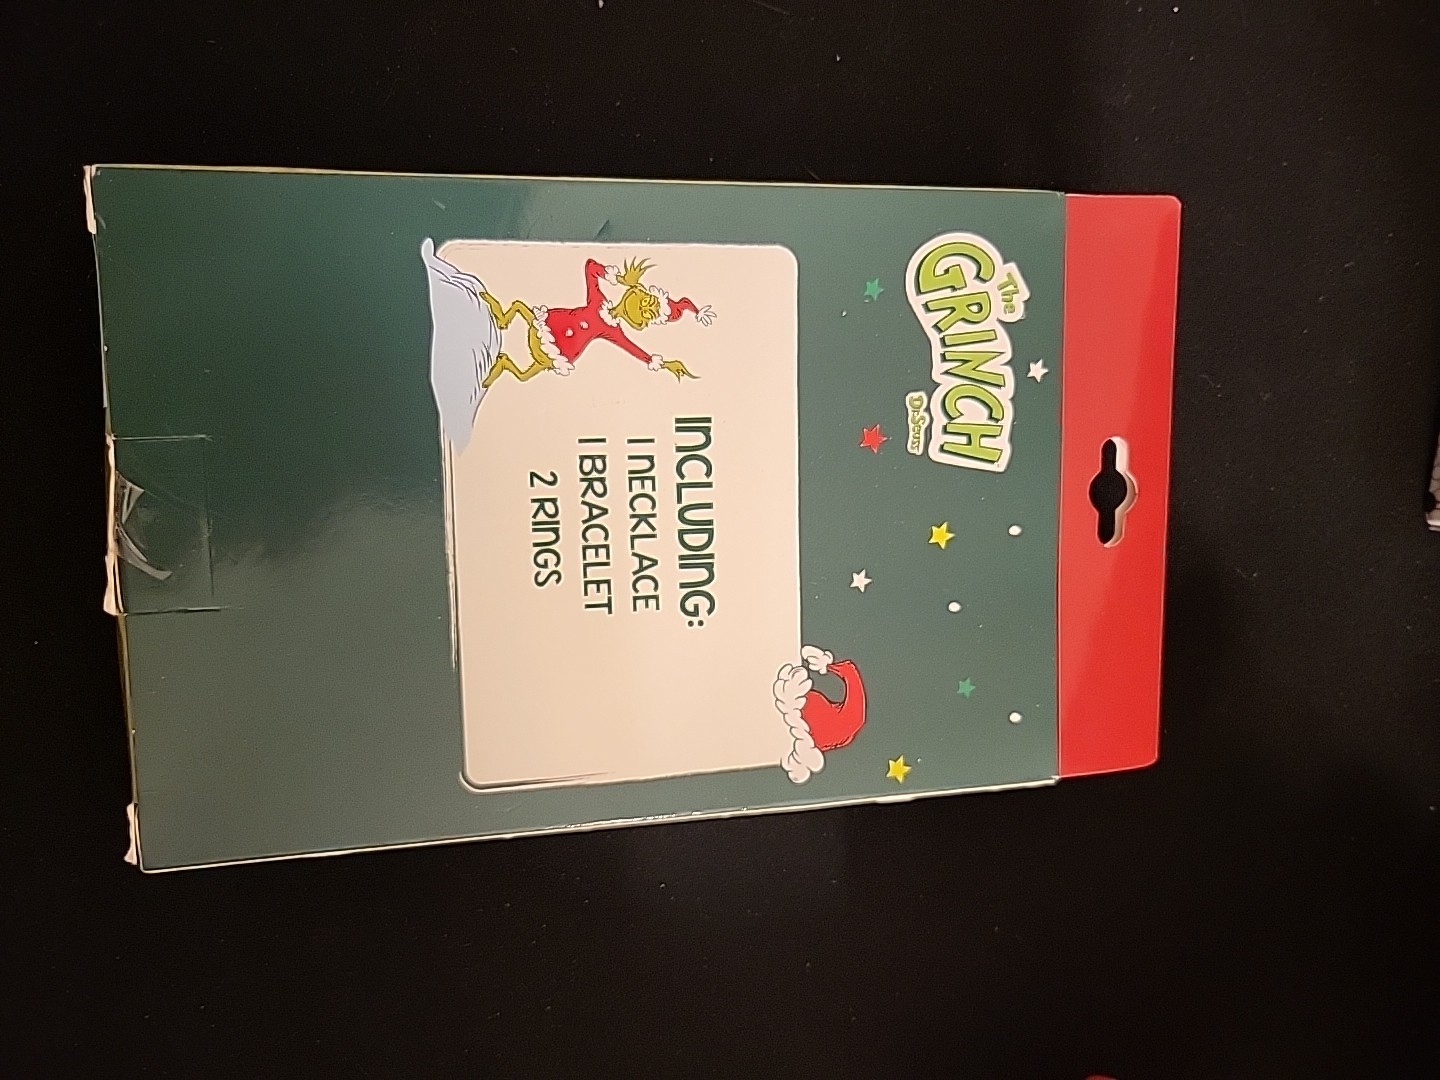 The
GRINCH
Dr. Seuss
INCLUDING:
1 NECKLACE
1 BRACELET
2 RINGS